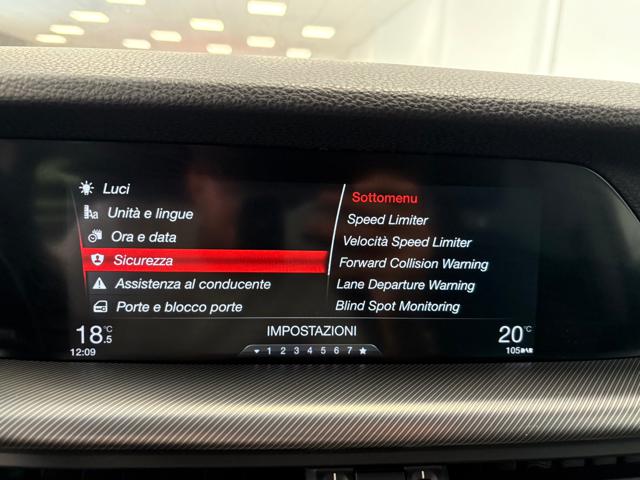 Luci
Unità e lingue
Ora e data
Sicurezza
Assistenza al conducente
Porte e blocco porte
Sottomenu
Speed Limiter
Velocità Speed Limiter
Forward Collision Warning
Lane Departure Warning
Blind Spot Monitoring
18.5°C
IMPOSTAZIONI
20°C
12:09
1 2 3 4 5 6 7
105